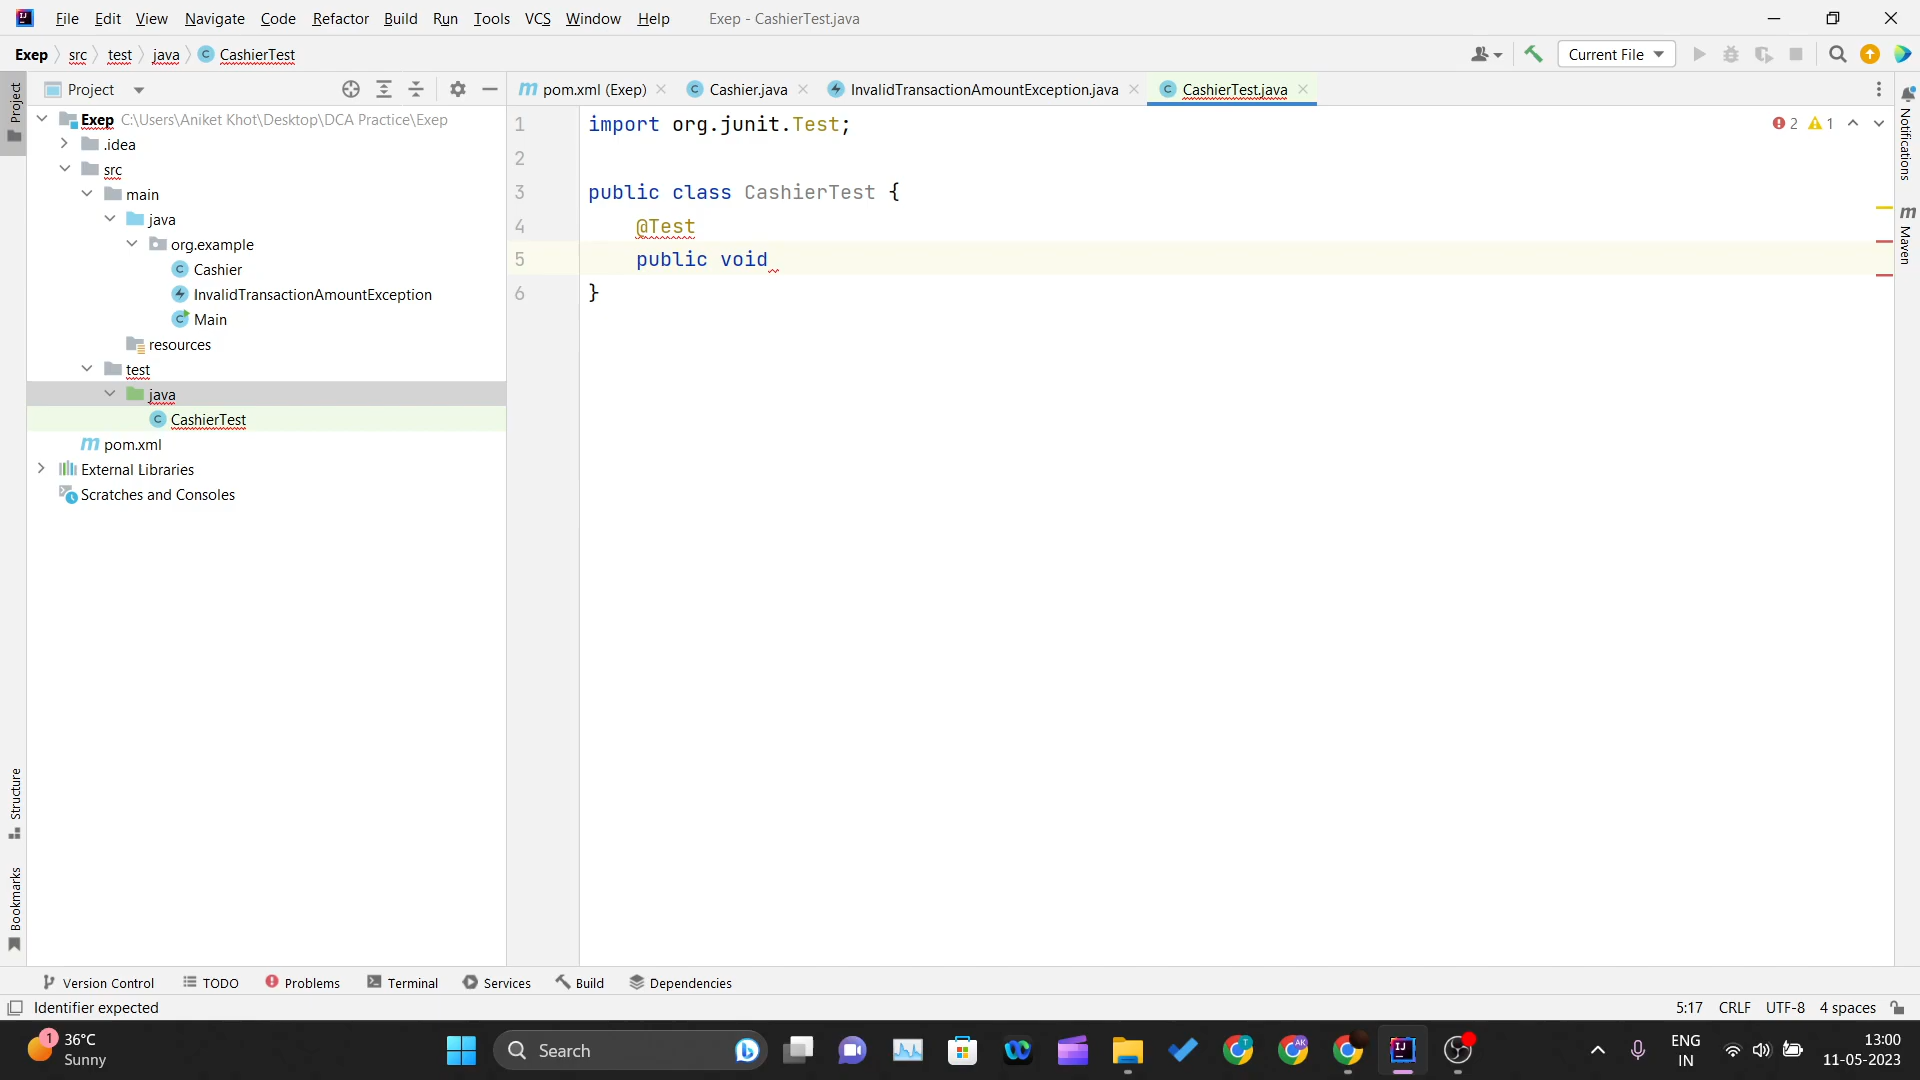 File Edit View Navigate Code Refactor Build Run Tools VCS Window Help Exep - CashierTest.java
Exep src test java CashierTest Current File
Project
Project pom.xml (Exep) Cashier.java InvalidTransactionAmountException.java CashierTest.java
Exep C:\Users\Aniket Khot\Desktop\DCA Practice\Exep
.idea
src
main
java
org.example
Cashier
InvalidTransactionAmountException
Main
resources
test
java
CashierTest
pom.xml
External Libraries
Scratches and Consoles
1 import org.junit.Test;
2
3 public class CashierTest {
4 @Test
5 public void
6 }
2 1
Notifications
Maven
Structure
Bookmarks
Version Control TODO Problems Terminal Services Build Dependencies
Identifier expected 5:17 CRLF UTF-8 4 spaces
1 36°C
Sunny
Search
T
AK
ENG
IN
13:00
11-05-2023